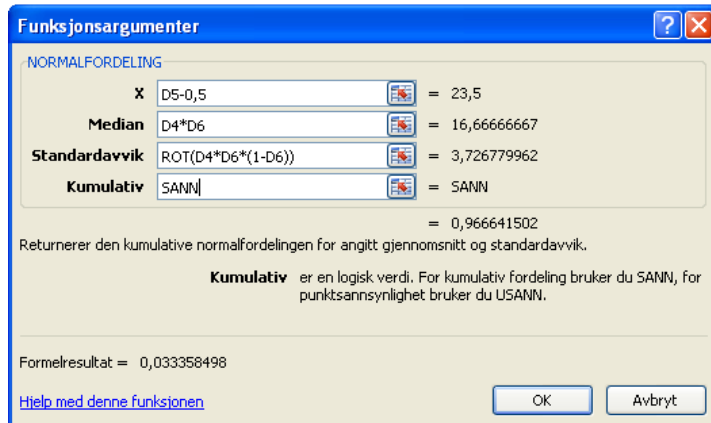 Funksjonsargumenter
NORMALFORDELING
X D5-0,5 = 23,5
Median D4*D6 = 16,66666667
Standardavvik ROT(D4*D6*(1-D6)) = 3,726779962
Kumulativ SANN = SANN
= 0,966641502
Returnerer den kumulative normalfordelingen for angitt gjennomsnitt og standardavvik.
Kumulativ er en logisk verdi. For kumulativ fordeling bruker du SANN, for
punktsannsynlighet bruker du USANN.
Formelresultat = 0,033358498
Hjelp med denne funksjonen OK Avbryt